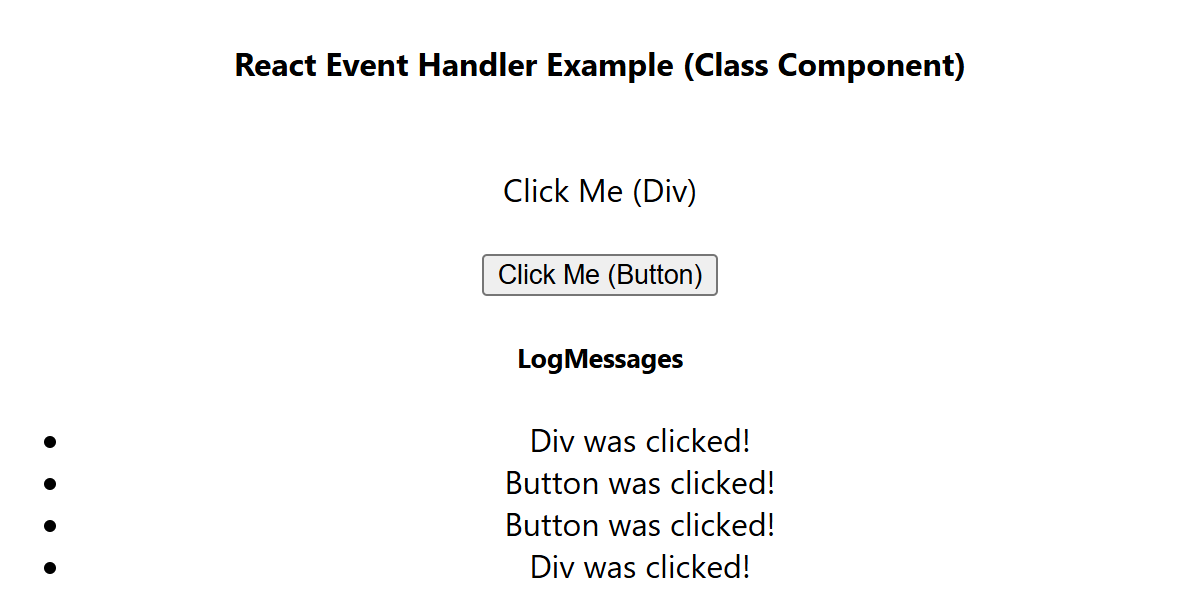 React Event Handler Example (Class Component)
Click Me (Div)
Click Me (Button)
LogMessages
Div was clicked!
Button was clicked!
Button was clicked!
Div was clicked!